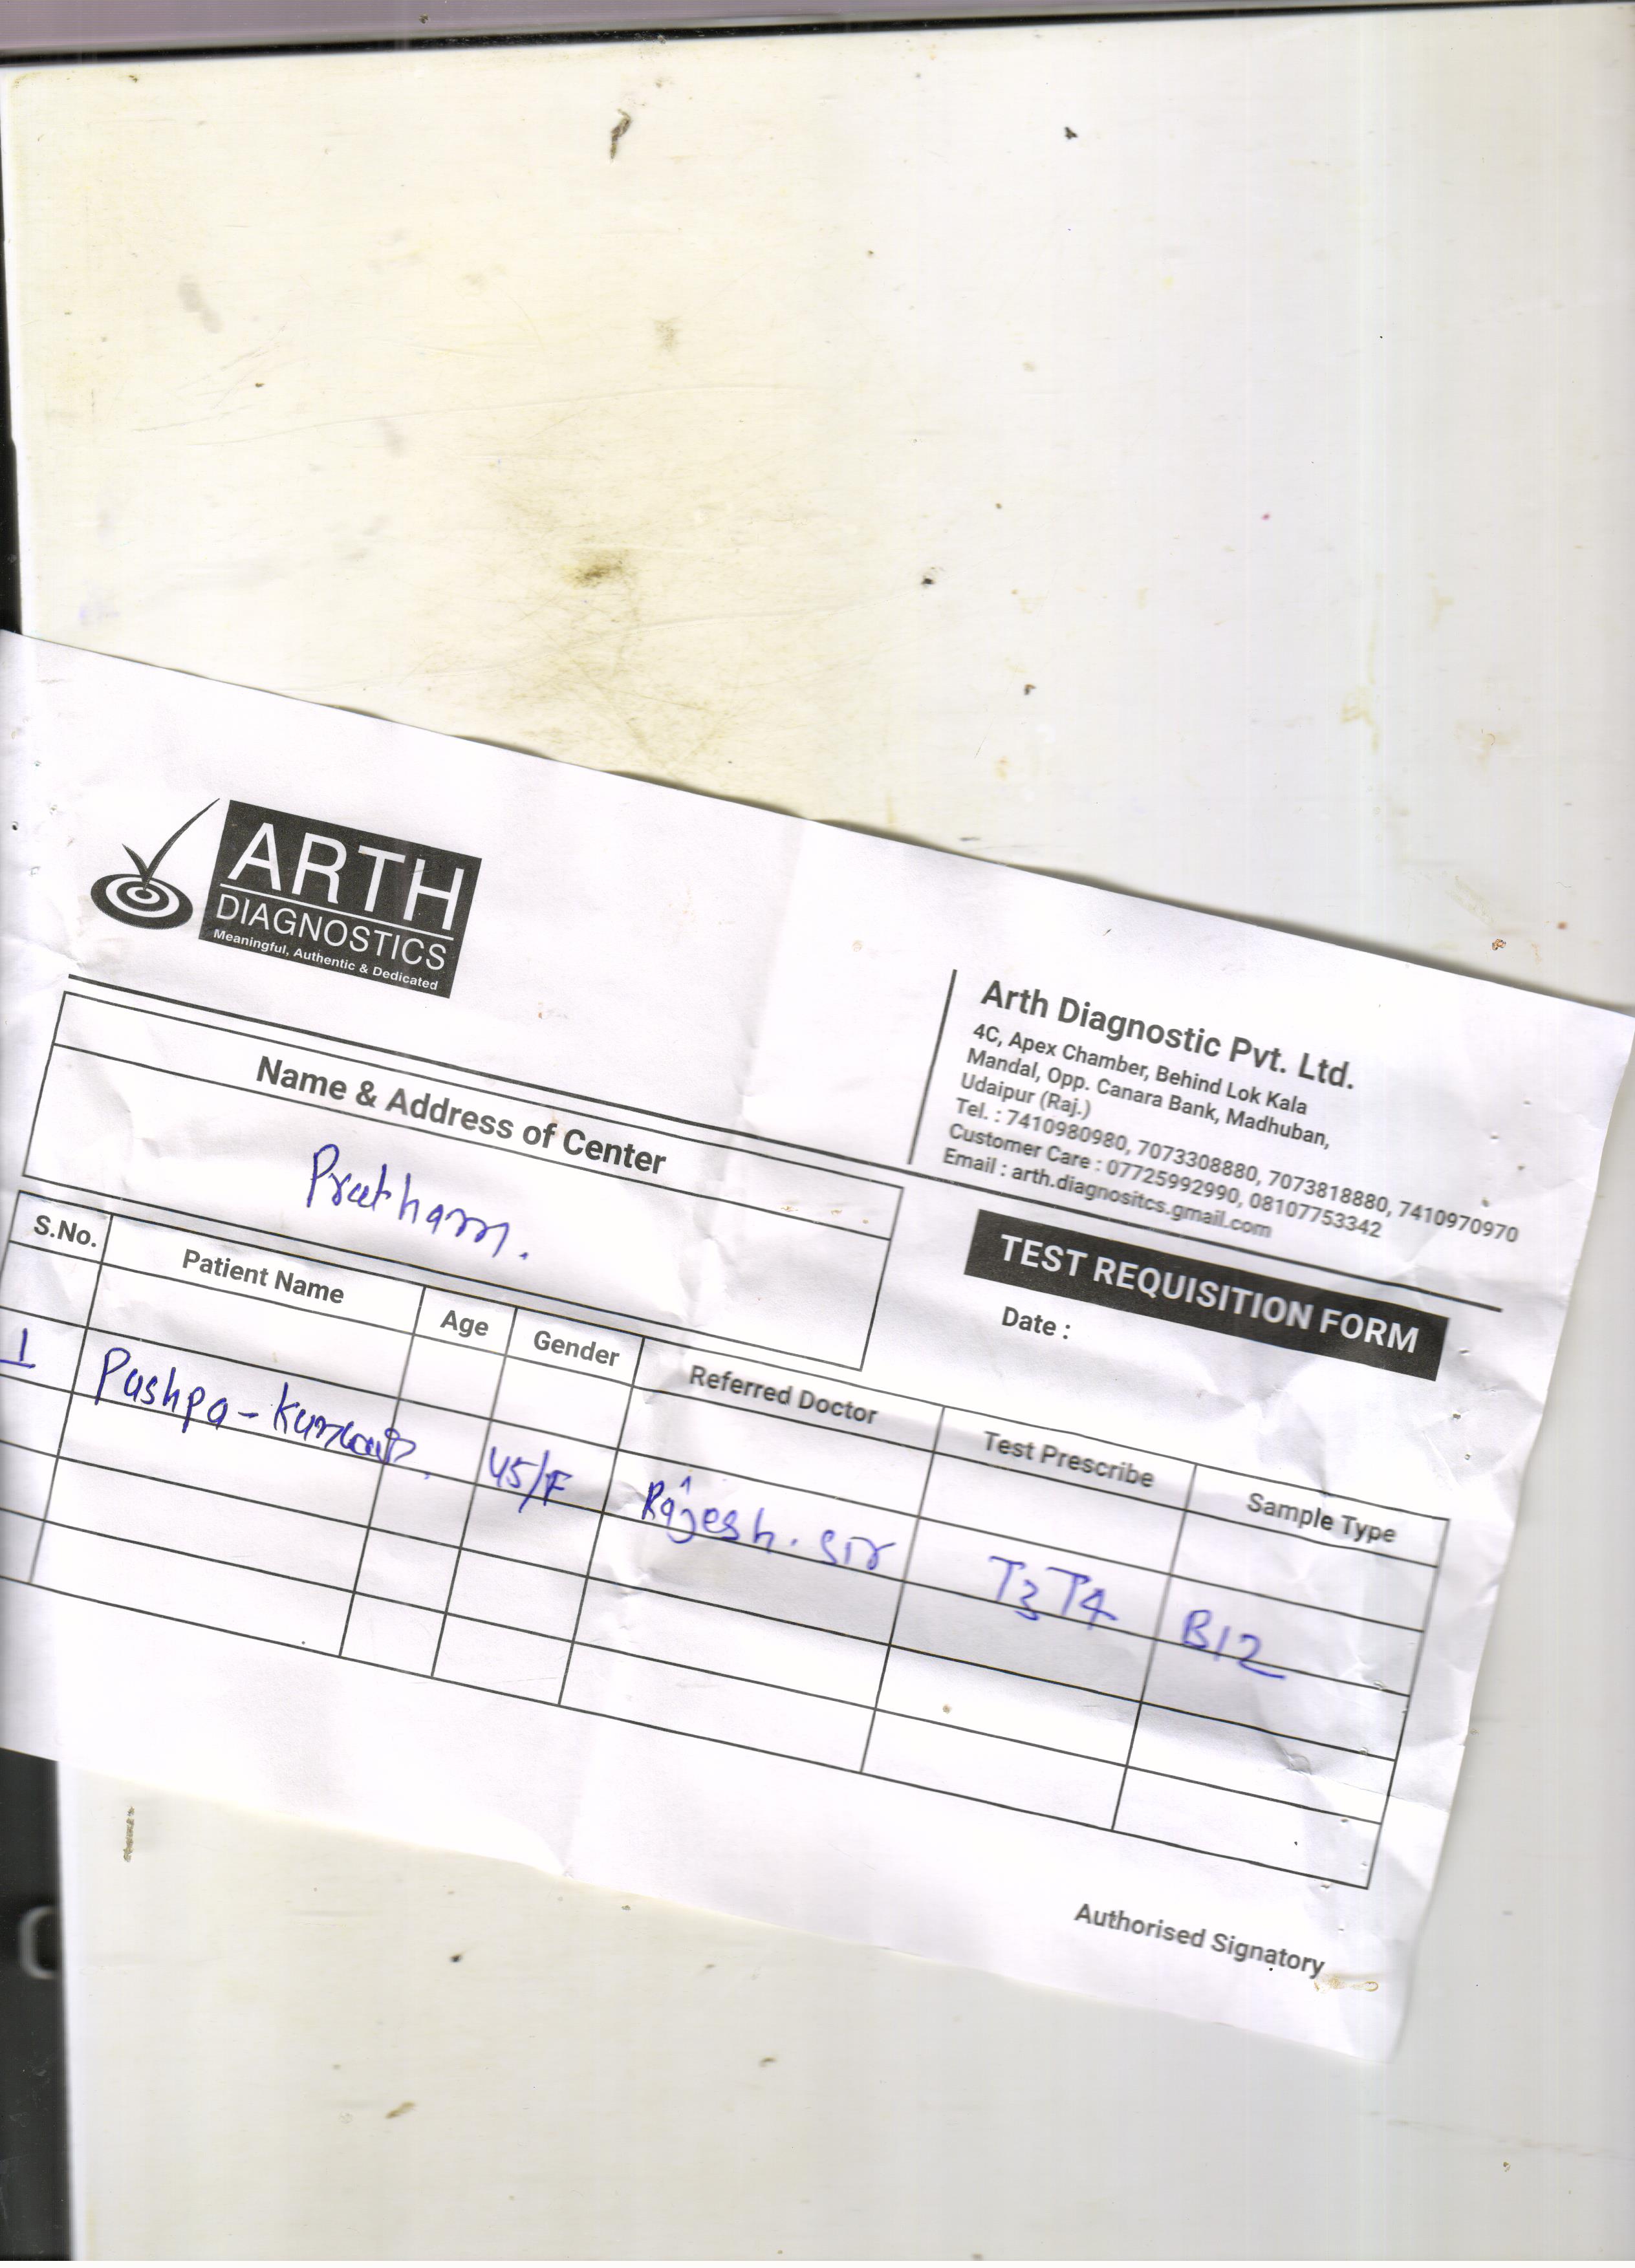 ARTH
DIAGNOSTICS
Meaningful, Authentic & Dedicated
Arth Diagnostic Pvt. Ltd.
4C, Apex Chamber, Behind Lok Kala
Mandal, Opp. Canara Bank, Madhuban,
Udaipur (Raj.)
Tel. : 7410980980, 7073308880, 7073818880, 7410970970
Customer Care : 07725992990, 08107753342
Email : arth.diagnositcs.gmail.com
Name & Address of Center
Pratham.
TEST REQUISITION FORM
Date :
S.No. Patient Name Age Gender Referred Doctor Test Prescribe Sample Type
1 Pushpa - 45/F Rajesh. sir T3T4 B12
Authorised Signatory